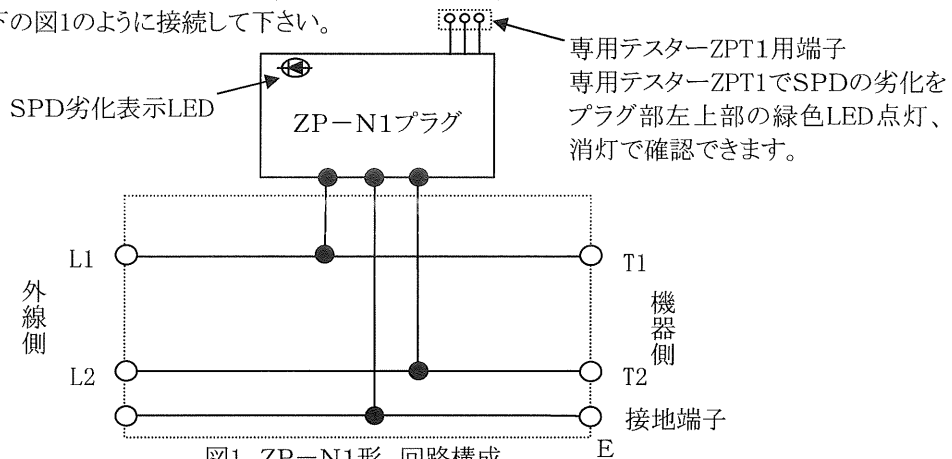 下の図1のように接続して下さい。
専用テスターZPT1用端子
専用テスターZPT1でSPDの劣化を
プラグ部左上部の緑色LED点灯、
消灯で確認できます。
SPD劣化表示LED
ZP－N1プラグ
L1
T1
外線側
機器側
L2
T2
接地端子
E
図1 ZP－N1形 回路構成